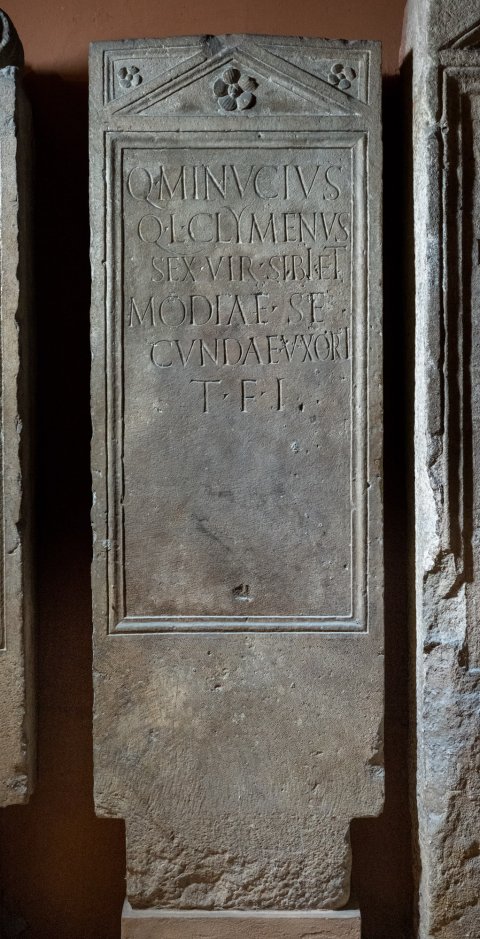 Q·MINVCIVS
Q·L·CLYMENVS
SEX·VIR·SIBI·ET
MODIAE·SE
CVNDAE·VXORI
T·F·I